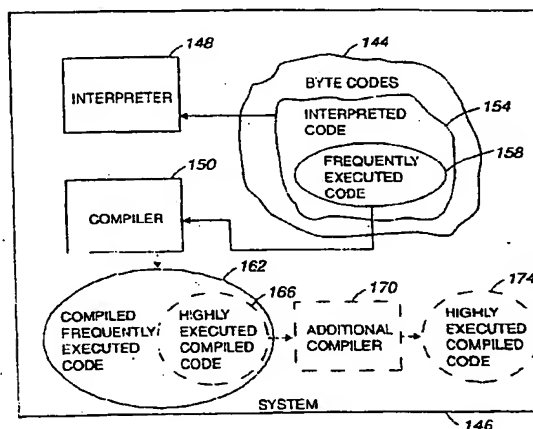 148
144
INTERPRETER
BYTE CODES
154
INTERPRETED
CODE
158
FREQUENTLY
EXECUTED
CODE
150
COMPILER
162
166
170
174
COMPILED
FREQUENTLY
EXECUTED
CODE
HIGHLY
EXECUTED
COMPILED
CODE
ADDITIONAL
COMPILER
HIGHLY
EXECUTED
COMPILED
CODE
SYSTEM
146